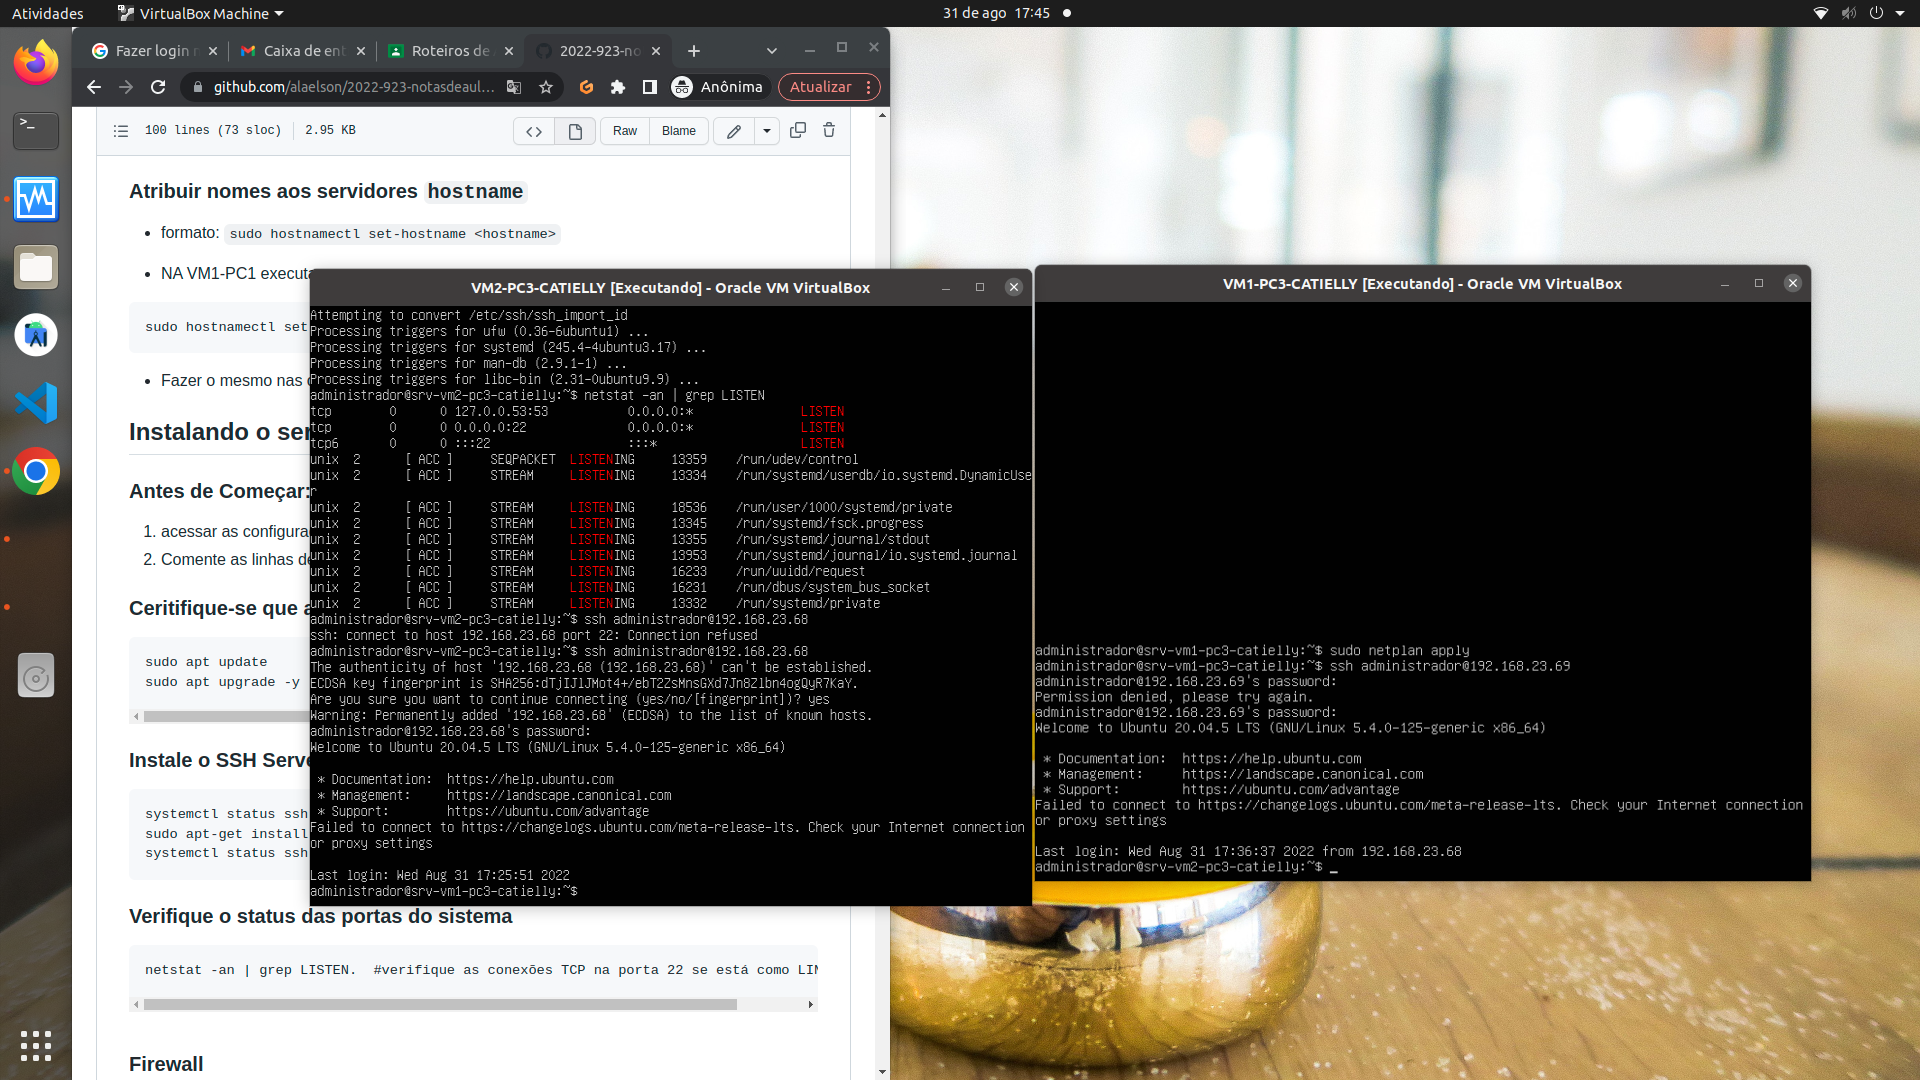 Atividades
VirtualBox Machine
31 de ago 17:45
Fazer login n
Caixa de ent
Roteiros de
2022-923-no
github.com/alaelson/2022-923-notasdeaul...
Anônima
Atualizar
100 lines (73 sloc)
2.95 KB
Raw
Blame
Atribuir nomes aos servidores hostname
• formato: sudo hostnamectl set-hostname <hostname>
• NA VM1-PC1 executa
sudo hostnamectl set
• Fazer o mesmo nas
Instalando o ser
Antes de Começar:
1. acessar as configura
2. Comente as linhas d
Ceritifique-se que a
sudo apt update
sudo apt upgrade -y
Instale o SSH Serve
systemctl status ssh
sudo apt-get install
systemctl status ssh
Verifique o status das portas do sistema
netstat -an | grep LISTEN. #verifique as conexões TCP na porta 22 se está como LIN
Firewall
VM2-PC3-CATIELLY [Executando] - Oracle VM VirtualBox
Attempting to convert /etc/ssh/ssh_import_id
Processing triggers for ufw (0.36-6ubuntu1) ...
Processing triggers for systemd (245.4-4ubuntu3.17) ...
Processing triggers for man-db (2.9.1-1) ...
Processing triggers for libc-bin (2.31-0ubuntu9.9) ...
administrador@srv-vm2-pc3-catielly:~$ netstat -an | grep LISTEN
tcp 0 0 127.0.0.53:53 0.0.0.0:* LISTEN
tcp 0 0 0.0.0.0:22 0.0.0.0:* LISTEN
tcp6 0 0 :::22 :::* LISTEN
unix 2 [ ACC ] SEQPACKET LISTENING 13359 /run/udev/control
unix 2 [ ACC ] STREAM LISTENING 13334 /run/systemd/userdb/io.systemd.DynamicUse
r
unix 2 [ ACC ] STREAM LISTENING 18536 /run/user/1000/systemd/private
unix 2 [ ACC ] STREAM LISTENING 13345 /run/systemd/fsck.progress
unix 2 [ ACC ] STREAM LISTENING 13355 /run/systemd/journal/stdout
unix 2 [ ACC ] STREAM LISTENING 13953 /run/systemd/journal/io.systemd.journal
unix 2 [ ACC ] STREAM LISTENING 16233 /run/uuidd/request
unix 2 [ ACC ] STREAM LISTENING 16231 /run/dbus/system_bus_socket
unix 2 [ ACC ] STREAM LISTENING 13332 /run/systemd/private
administrador@srv-vm2-pc3-catielly:~$ ssh administrador@192.168.23.68
ssh: connect to host 192.168.23.68 port 22: Connection refused
administrador@srv-vm2-pc3-catielly:~$ ssh administrador@192.168.23.68
The authenticity of host '192.168.23.68 (192.168.23.68)' can't be established.
ECDSA key fingerprint is SHA256:dTjIJlJMot4+/ebT2ZsMnsGXd7Jn8Zlbn4ogQyR7KaY.
Are you sure you want to continue connecting (yes/no/[fingerprint])? yes
Warning: Permanently added '192.168.23.68' (ECDSA) to the list of known hosts.
administrador@192.168.23.68's password:
Welcome to Ubuntu 20.04.5 LTS (GNU/Linux 5.4.0-125-generic x86_64)
* Documentation: https://help.ubuntu.com
* Management: https://landscape.canonical.com
* Support: https://ubuntu.com/advantage
Failed to connect to https://changelogs.ubuntu.com/meta-release-lts. Check your Internet connection
or proxy settings
Last login: Wed Aug 31 17:25:51 2022
administrador@srv-vm1-pc3-catielly:~$
VM1-PC3-CATIELLY [Executando] - Oracle VM VirtualBox
administrador@srv-vm1-pc3-catielly:~$ sudo netplan apply
administrador@srv-vm1-pc3-catielly:~$ ssh administrador@192.168.23.69
administrador@192.168.23.69's password:
Permission denied, please try again.
administrador@192.168.23.69's password:
Welcome to Ubuntu 20.04.5 LTS (GNU/Linux 5.4.0-125-generic x86_64)
* Documentation: https://help.ubuntu.com
* Management: https://landscape.canonical.com
* Support: https://ubuntu.com/advantage
Failed to connect to https://changelogs.ubuntu.com/meta-release-lts. Check your Internet connection
or proxy settings
Last login: Wed Aug 31 17:36:37 2022 from 192.168.23.68
administrador@srv-vm2-pc3-catielly:~$ _